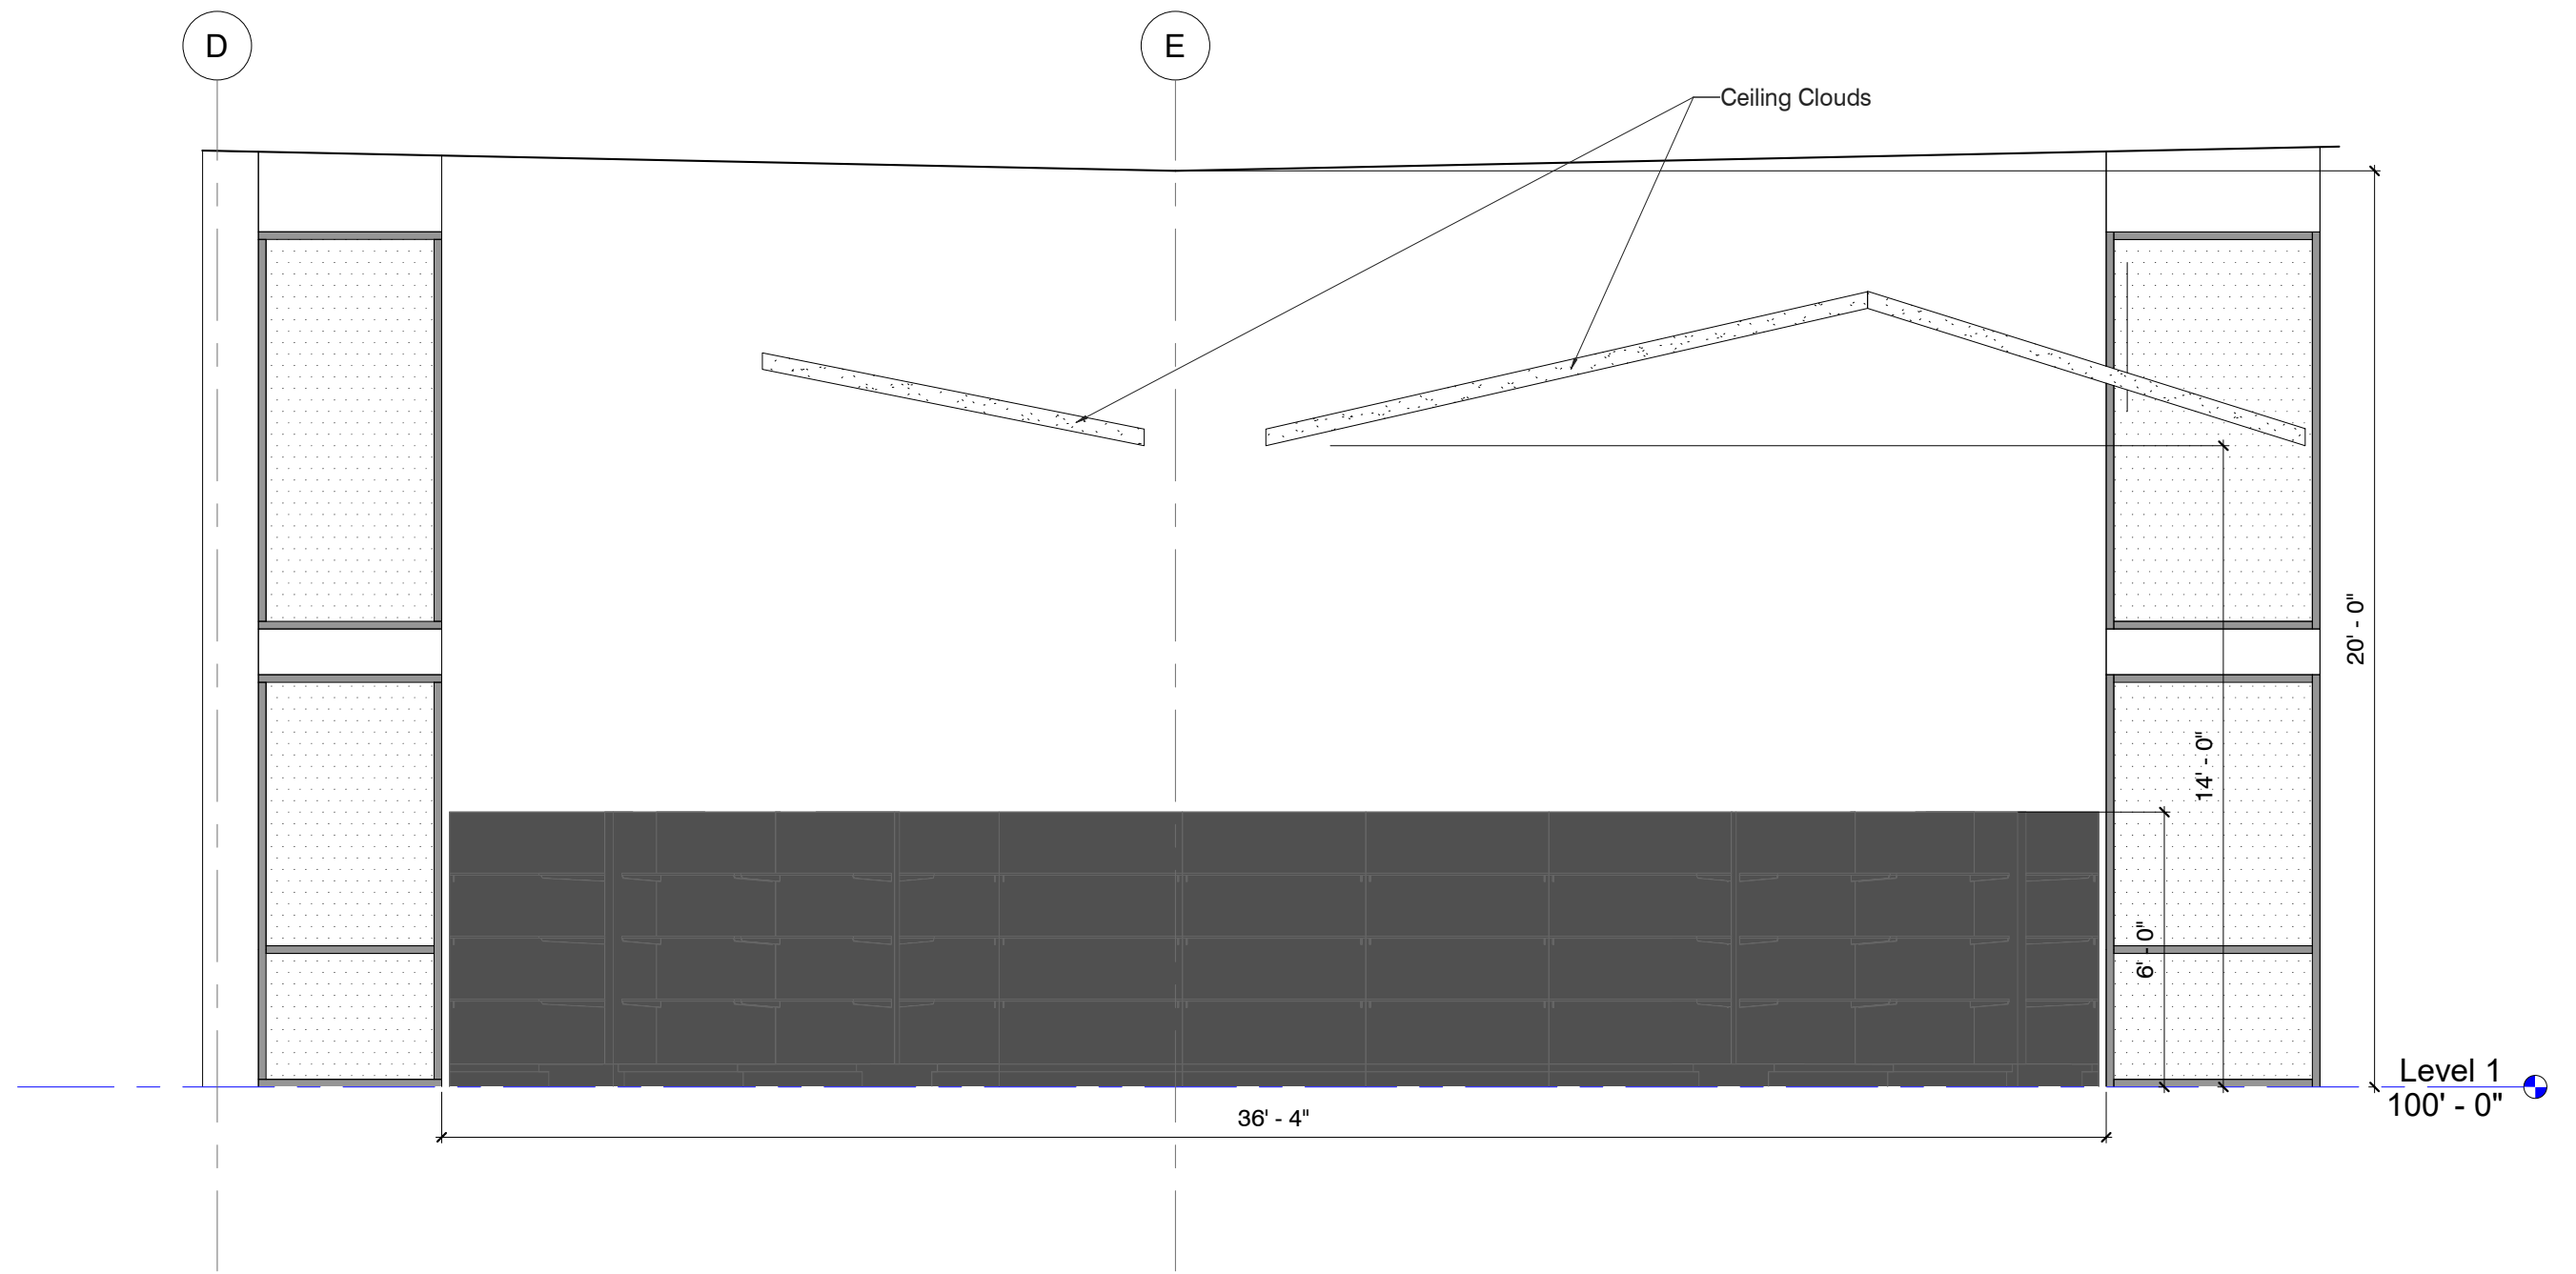 D
E
Ceiling Clouds
20' - 0"
14' - 0"
6' - 0"
Level 1
100' - 0"
36' - 4"